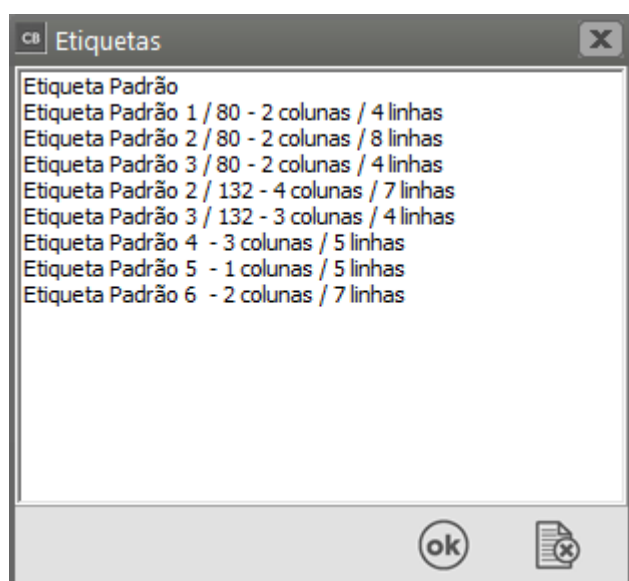 CB Etiquetas
Etiqueta Padrão
Etiqueta Padrão 1 / 80 - 2 colunas / 4 linhas
Etiqueta Padrão 2 / 80 - 2 colunas / 8 linhas
Etiqueta Padrão 3 / 80 - 2 colunas / 4 linhas
Etiqueta Padrão 2 / 132 - 4 colunas / 7 linhas
Etiqueta Padrão 3 / 132 - 3 colunas / 4 linhas
Etiqueta Padrão 4  - 3 colunas / 5 linhas
Etiqueta Padrão 5  - 1 colunas / 5 linhas
Etiqueta Padrão 6  - 2 colunas / 7 linhas
ok